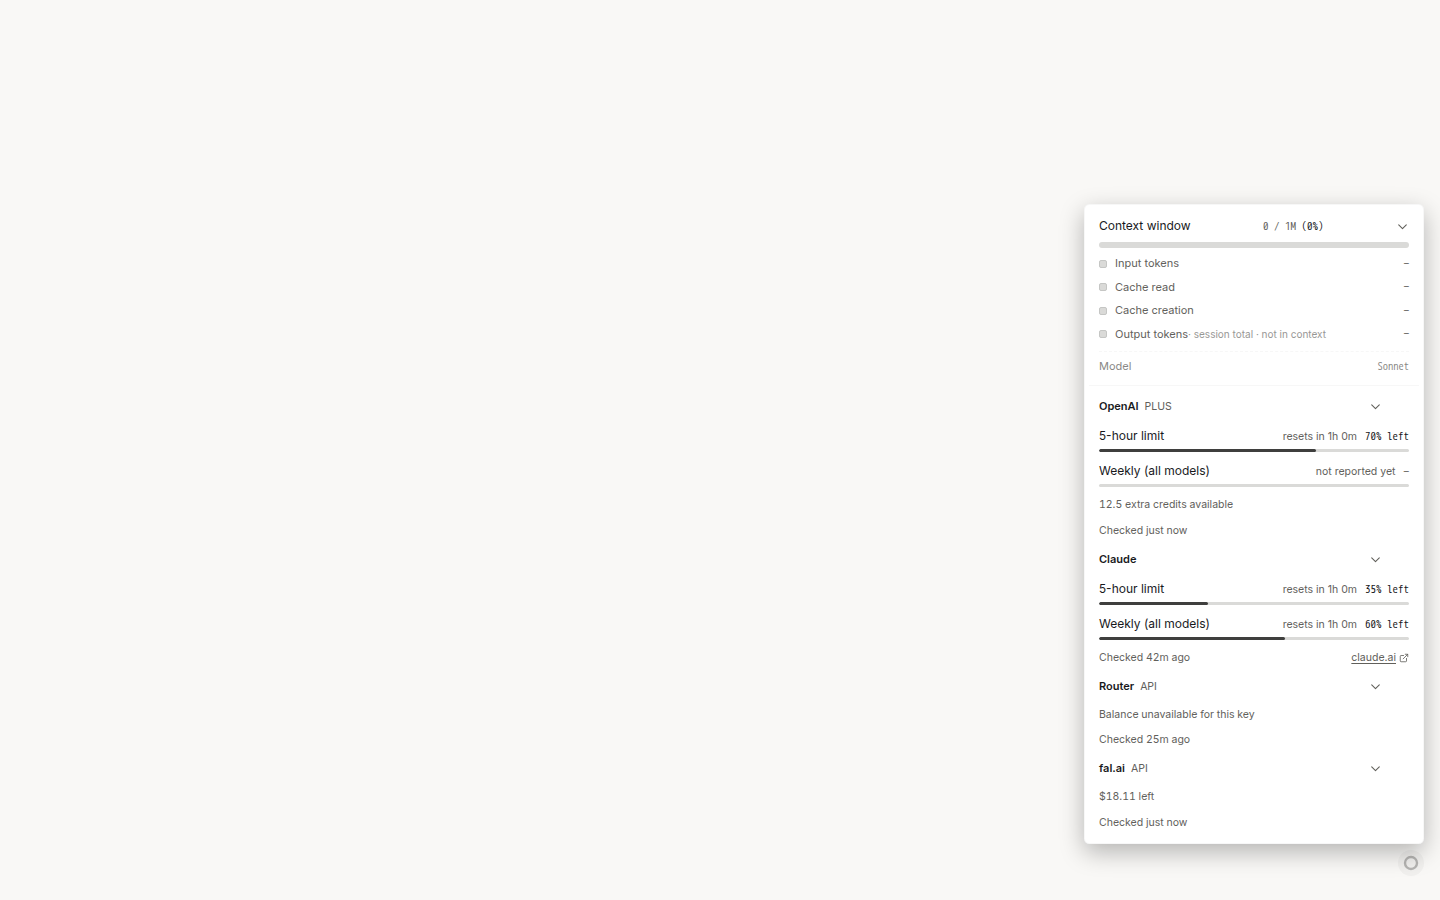 Context window 0 / 1M (0%)
Input tokens –
Cache read –
Cache creation –
Output tokens · session total · not in context –
Model Sonnet
OpenAI PLUS
5-hour limit resets in 1h 0m 70% left
Weekly (all models) not reported yet –
12.5 extra credits available
Checked just now
Claude
5-hour limit resets in 1h 0m 35% left
Weekly (all models) resets in 1h 0m 60% left
Checked 42m ago claude.ai
Router API
Balance unavailable for this key
Checked 25m ago
fal.ai API
$18.11 left
Checked just now